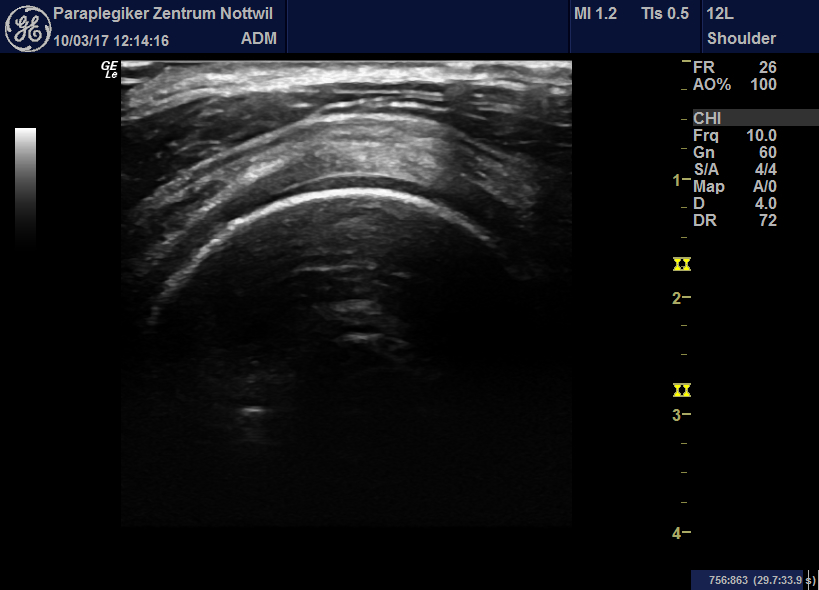 Paraplegiker Zentrum Nottwil
10/03/17 12:14:16 ADM
MI 1.2 TIs 0.5
12L
Shoulder
GE
Le
FR 26
AO% 100
CHI
Frq 10.0
Gn 60
S/A 4/4
Map A/0
D 4.0
DR 72
1
2
3
4
756:863 (29.7:33.9 s)